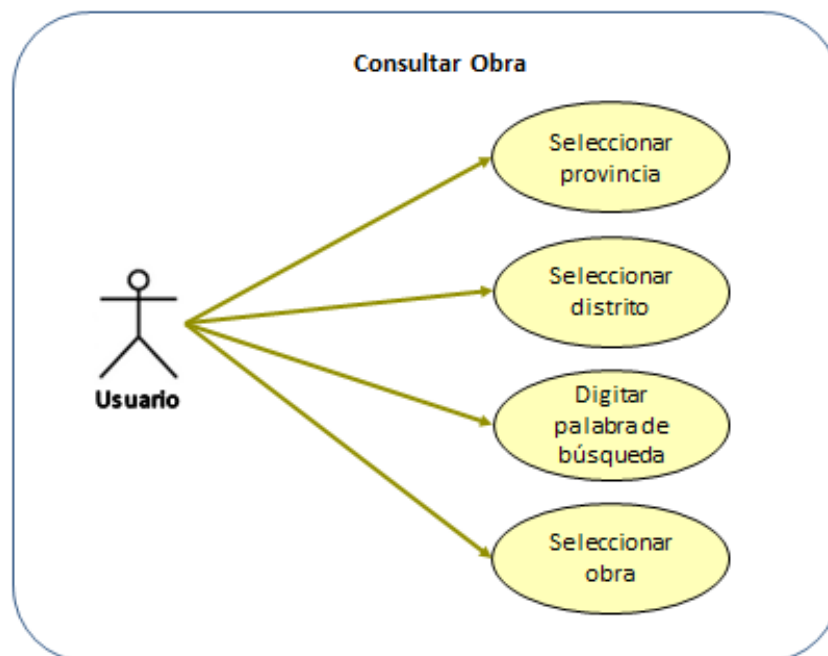 Consultar Obra
Seleccionar
provincia
Seleccionar
distrito
Usuario
Digitar
palabra de
búsqueda
Seleccionar
obra